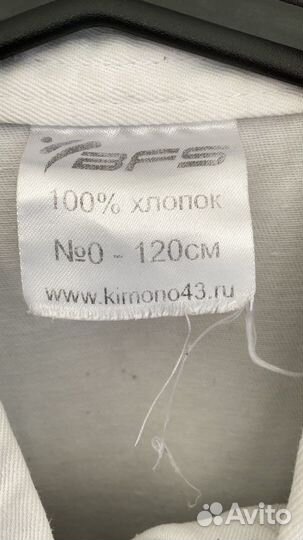 BFS
100% хлопок
№0 - 120см
www.kimono43.ru
Avito